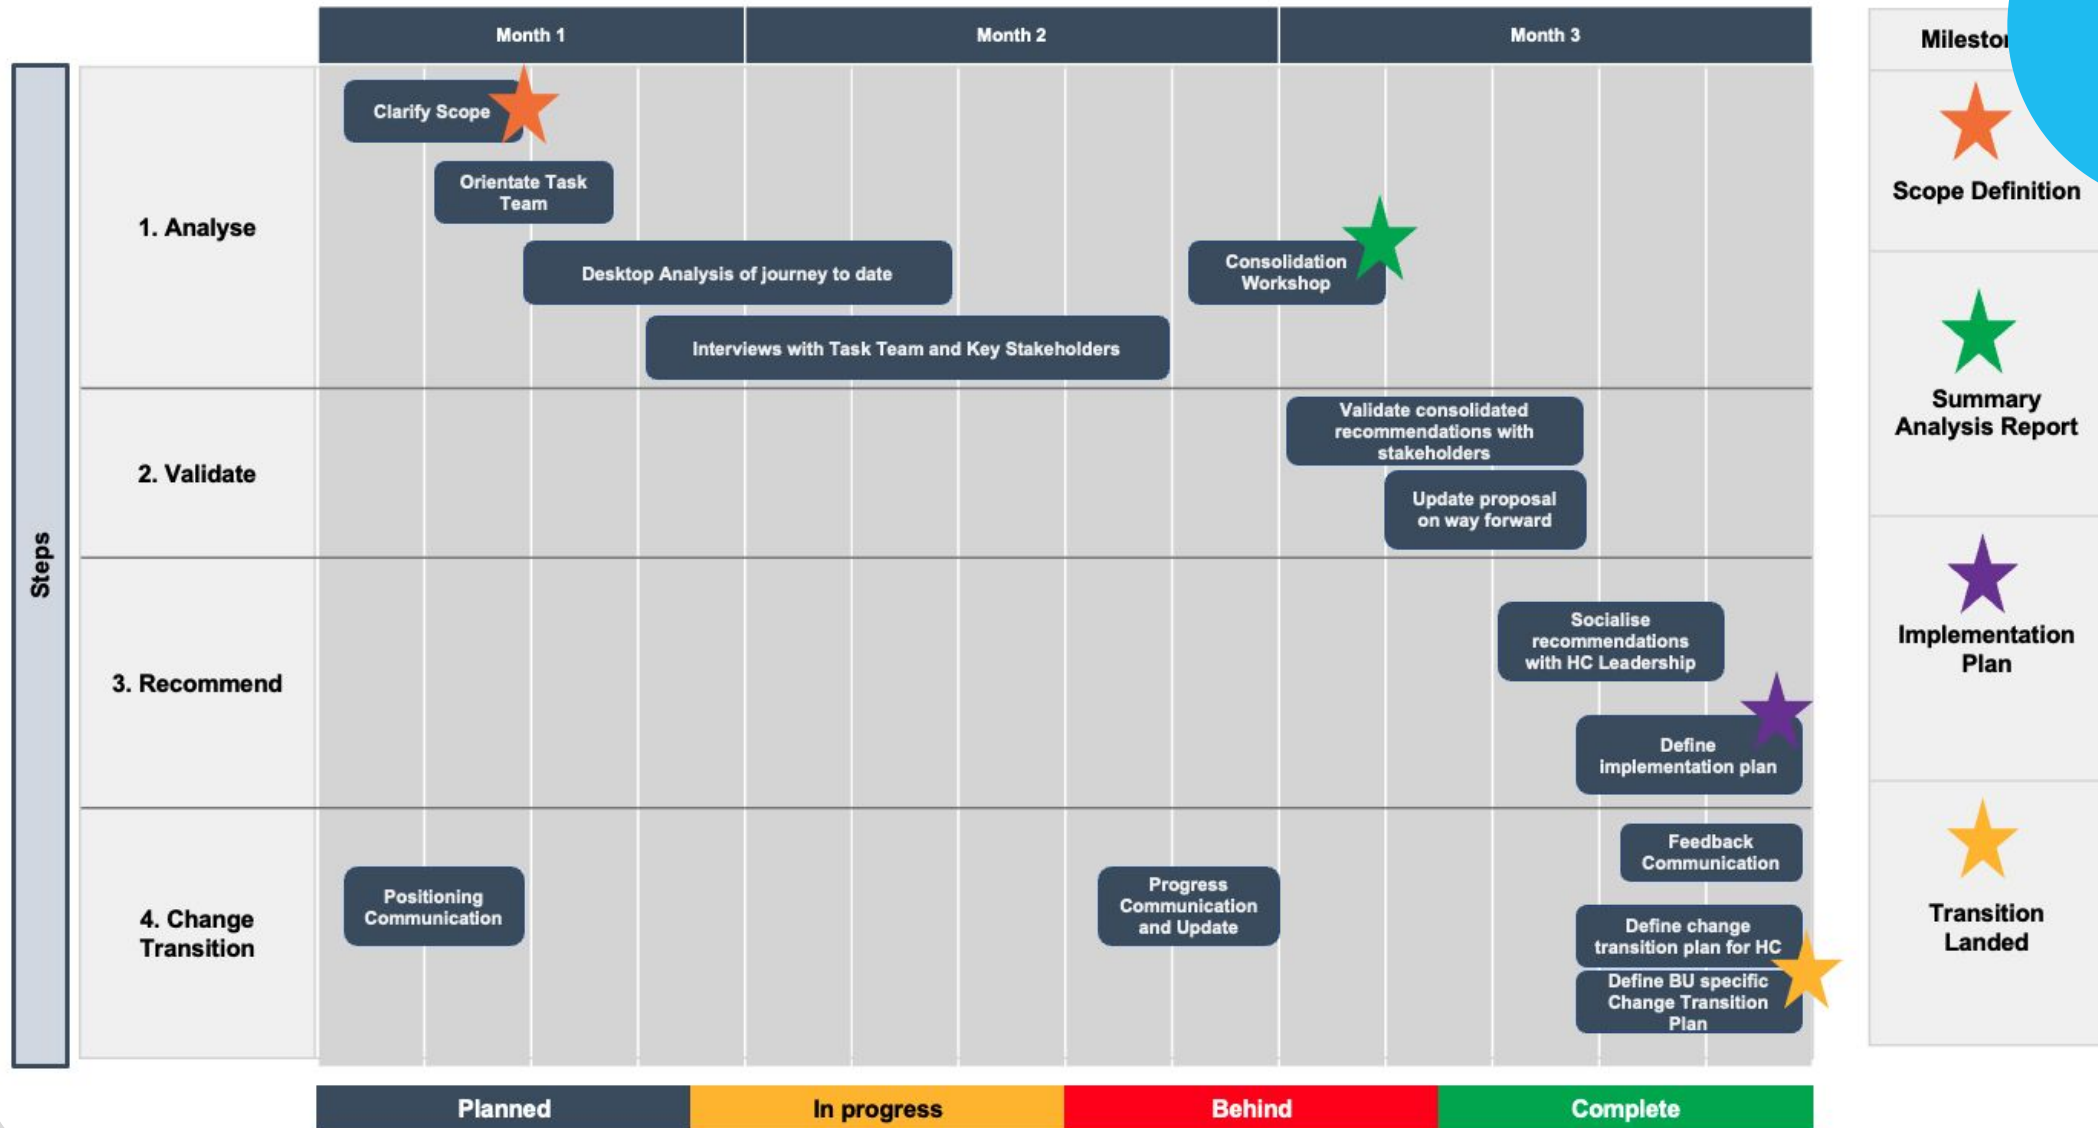 Month 1
Month 2
Month 3
Steps
1. Analyse
Clarify Scope
Orientate Task
Team
Desktop Analysis of journey to date
Interviews with Task Team and Key Stakeholders
Consolidation
Workshop
2. Validate
Validate consolidated
recommendations with
stakeholders
Update proposal
on way forward
3. Recommend
Socialise
recommendations
with HC Leadership
Define
implementation plan
4. Change
Transition
Positioning
Communication
Progress
Communication
and Update
Feedback
Communication
Define change
transition plan for HC
Define BU specific
Change Transition
Plan
Scope Definition
Summary
Analysis Report
Implementation
Plan
Transition
Landed
Planned
In progress
Behind
Complete